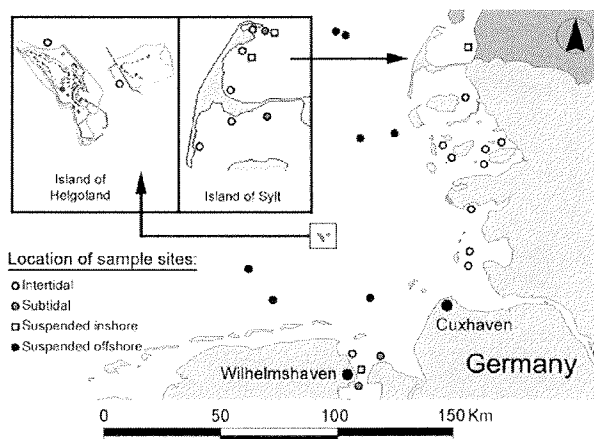 Island of
Helgoland
Island of Sylt
Location of sample sites:
Intertidal
Subtidal
Suspended inshore
Suspended offshore
Cuxhaven
Wilhelmshaven
Germany
0 50 100 150 Km